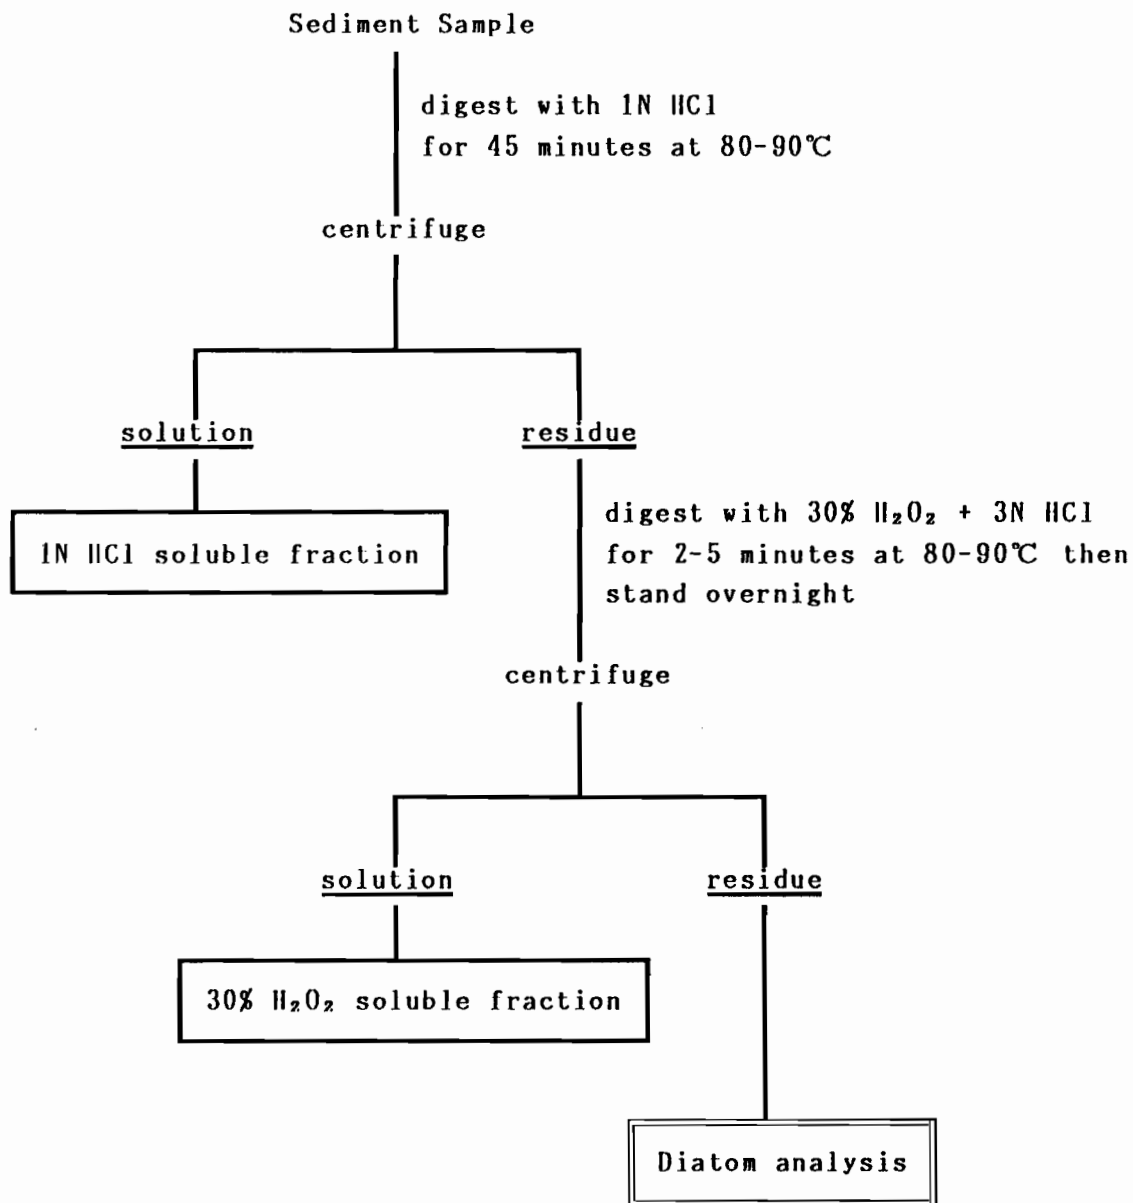 Sediment Sample
digest with 1N HCl
for 45 minutes at 80-90℃
centrifuge
solution
residue
1N HCl soluble fraction
digest with 30% H₂O₂ + 3N HCl
for 2-5 minutes at 80-90℃ then
stand overnight
centrifuge
solution
residue
30% H₂O₂ soluble fraction
Diatom analysis